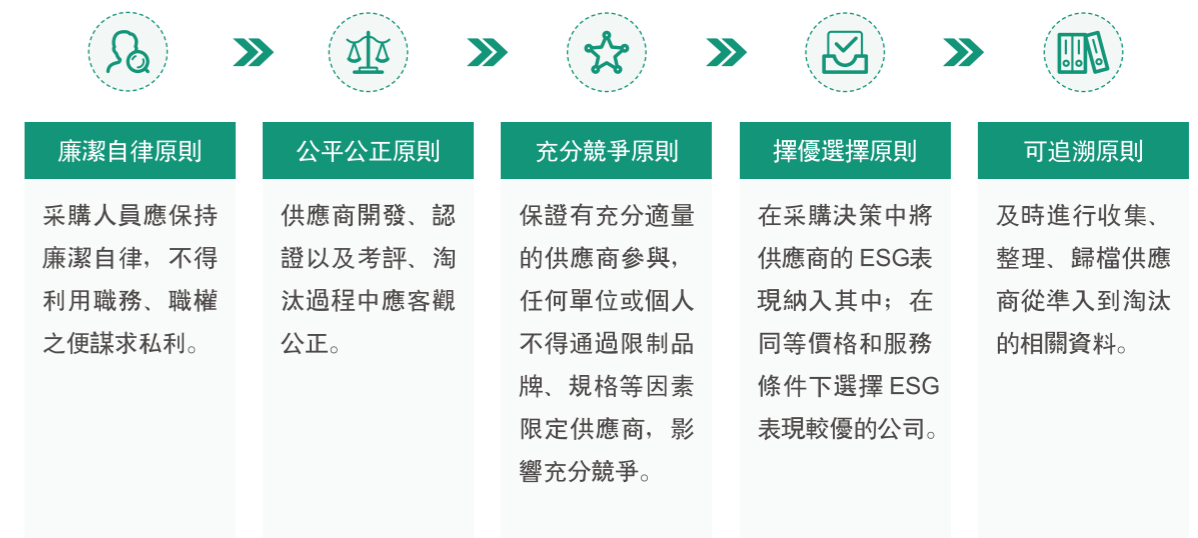 廉潔自律原則
采購人員應保持
廉潔自律，不得
利用職務、職權
之便謀求私利。
公平公正原則
供應商開發、認
證以及考評、淘
汰過程中應客觀
公正。
充分競爭原則
保證有充分適量
的供應商參與，
任何單位或個人
不得通過限制品
牌、規格等因素
限定供應商，影
響充分競爭。
擇優選擇原則
在采購決策中將
供應商的 ESG表
現納入其中；在
同等價格和服務
條件下選擇 ESG
表現較優的公司。
可追溯原則
及時進行收集、
整理、歸檔供應
商從準入到淘汰
的相關資料。